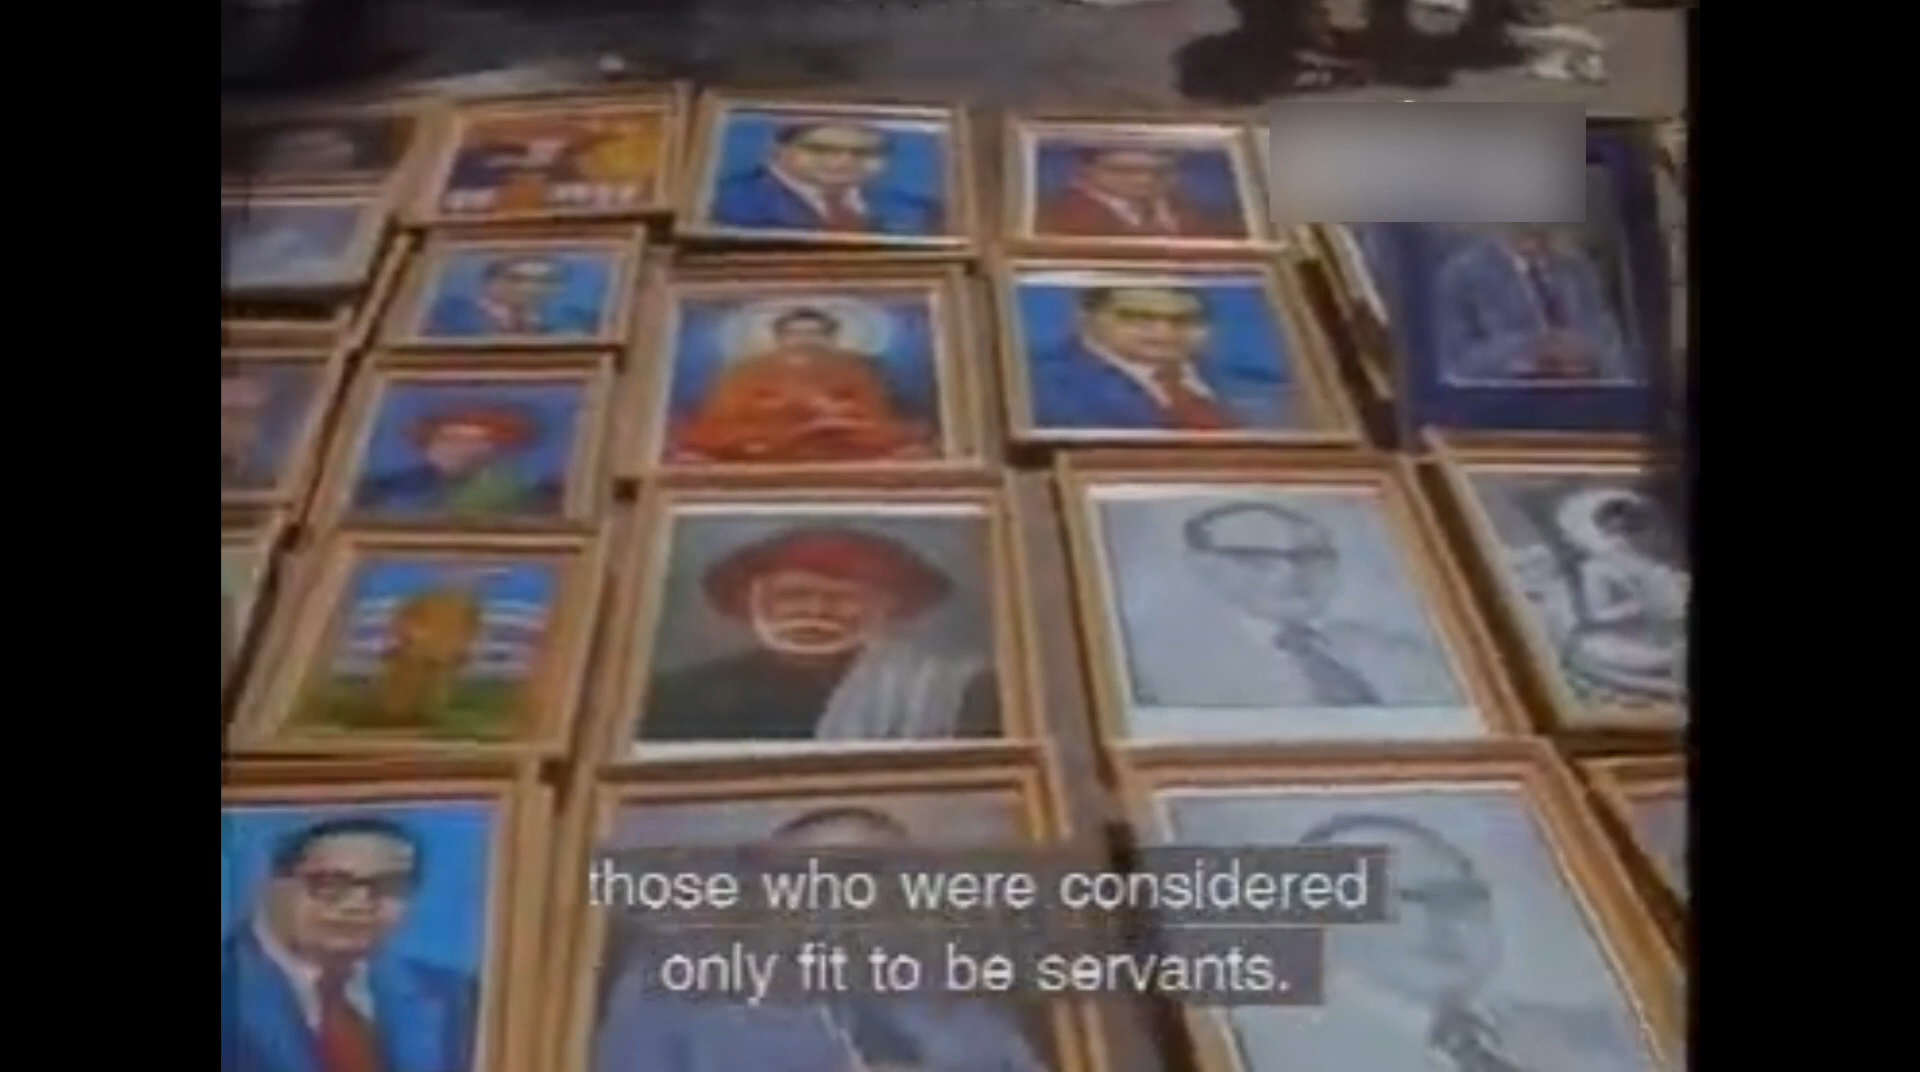 those who were considered
only fit to be servants.